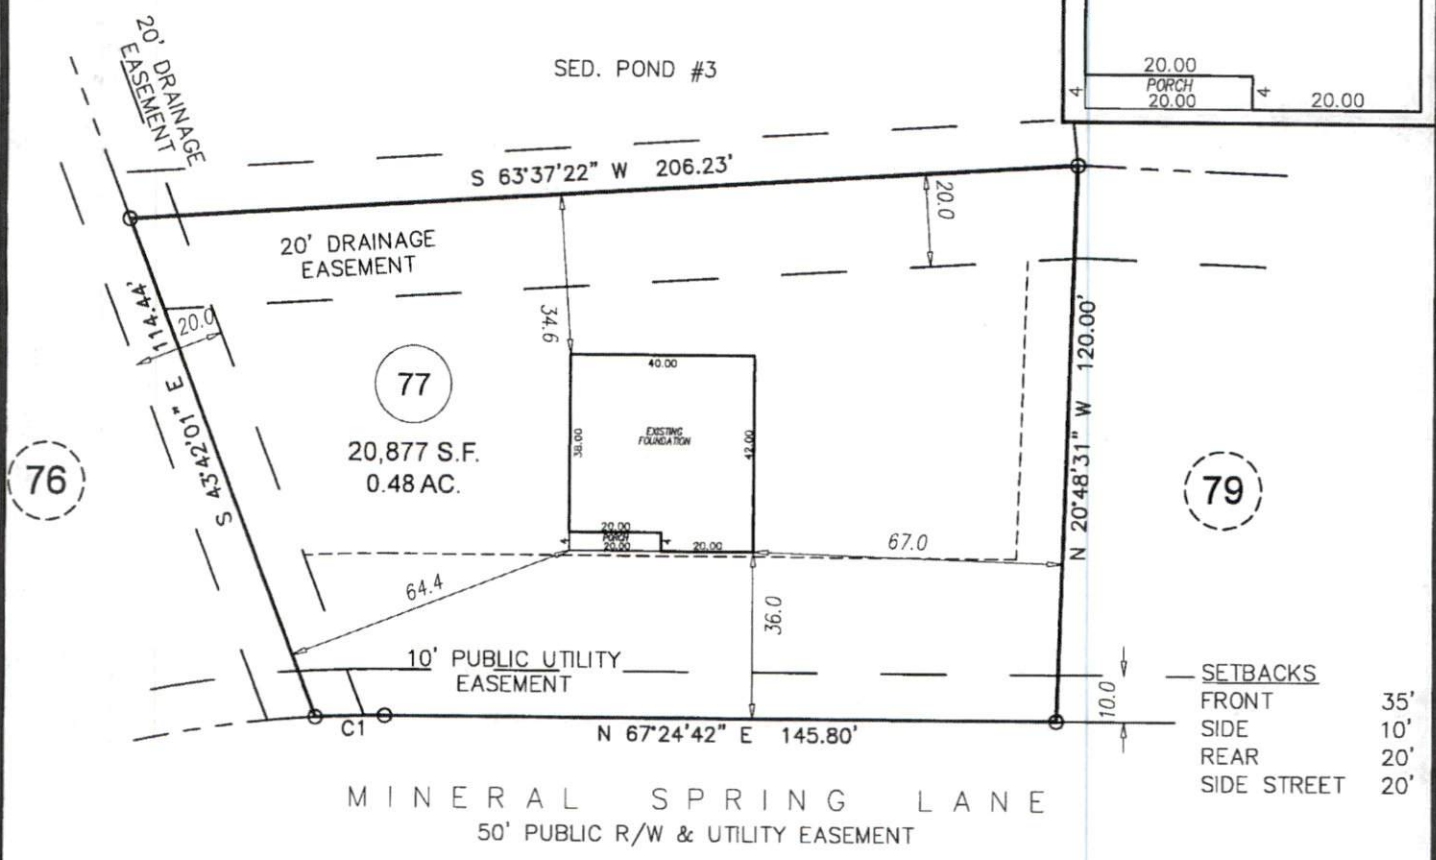 20' DRAINAGE
EASEMENT
SED. POND #3
20.00
4
PORCH
4
20.00
20.00
S 63°37'22" W 206.23'
20.0
20' DRAINAGE
EASEMENT
S 43°42'01" E 114.44'
20.0
34.6
77
20,877 S.F.
0.48 AC.
40.00
38.00
EXISTING
FOUNDATION
42.00
20.00
4
PORCH
4
20.00
20.00
N 20°48'31" W 120.00'
76
79
67.0
64.4
36.0
10' PUBLIC UTILITY
EASEMENT
10.0
C1
N 67°24'42" E 145.80'
SETBACKS
FRONT 35'
SIDE 10'
REAR 20'
SIDE STREET 20'
MINERAL SPRING LANE
50' PUBLIC R/W & UTILITY EASEMENT